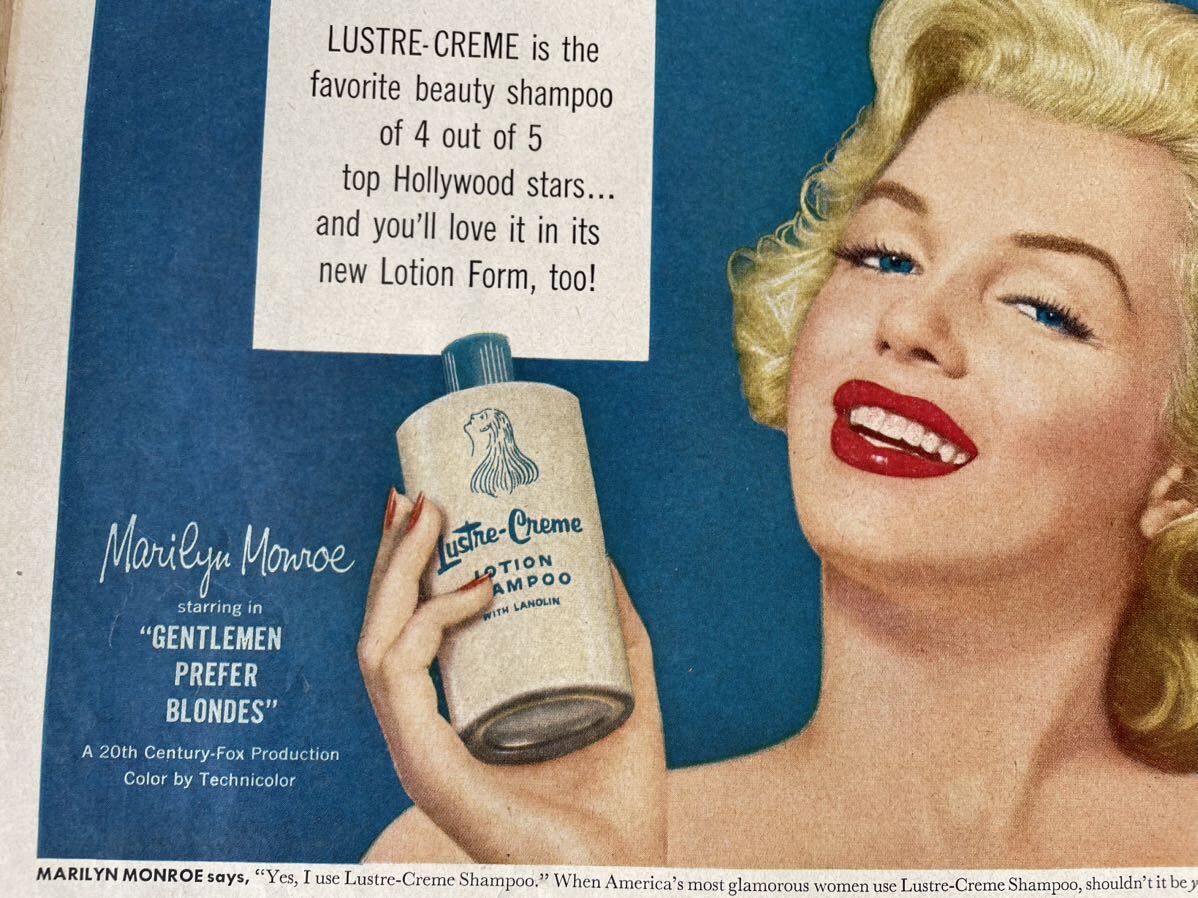 LUSTRE-CREME is the
favorite beauty shampoo
of 4 out of 5
top Hollywood stars...
and you'll love it in its
new Lotion Form, too!
Lustre-Creme
LOTION
AMPOO
WITH LANOLIN
Marilyn Monroe
starring in
"GENTLEMEN
PREFER
BLONDES"
A 20th Century-Fox Production
Color by Technicolor
MARILYN MONROE says, "Yes, I use Lustre-Creme Shampoo." When America's most glamorous women use Lustre-Creme Shampoo, shouldn't it be